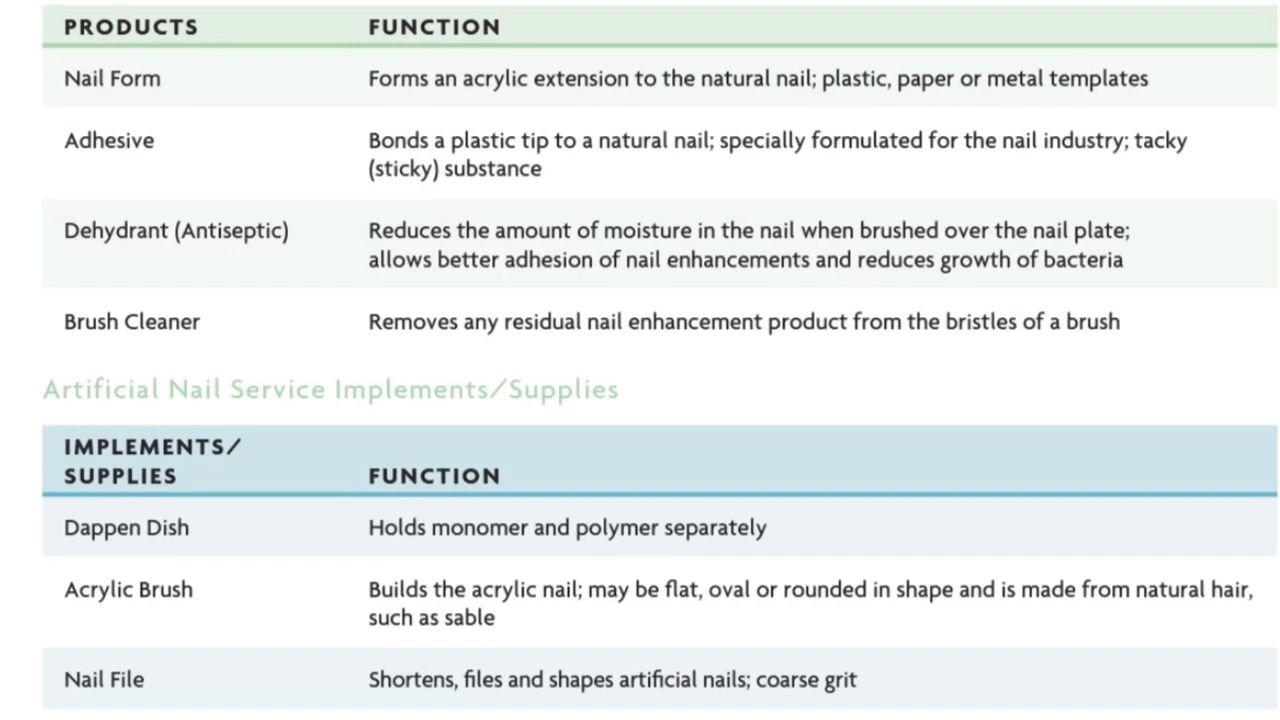 PRODUCTS FUNCTION
Nail Form Forms an acrylic extension to the natural nail; plastic, paper or metal templates
Adhesive Bonds a plastic tip to a natural nail; specially formulated for the nail industry; tacky
(sticky) substance
Dehydrant (Antiseptic) Reduces the amount of moisture in the nail when brushed over the nail plate;
allows better adhesion of nail enhancements and reduces growth of bacteria
Brush Cleaner Removes any residual nail enhancement product from the bristles of a brush
Artificial Nail Service Implements/Supplies
IMPLEMENTS/
SUPPLIES FUNCTION
Dappen Dish Holds monomer and polymer separately
Acrylic Brush Builds the acrylic nail; may be flat, oval or rounded in shape and is made from natural hair,
such as sable
Nail File Shortens, files and shapes artificial nails; coarse grit